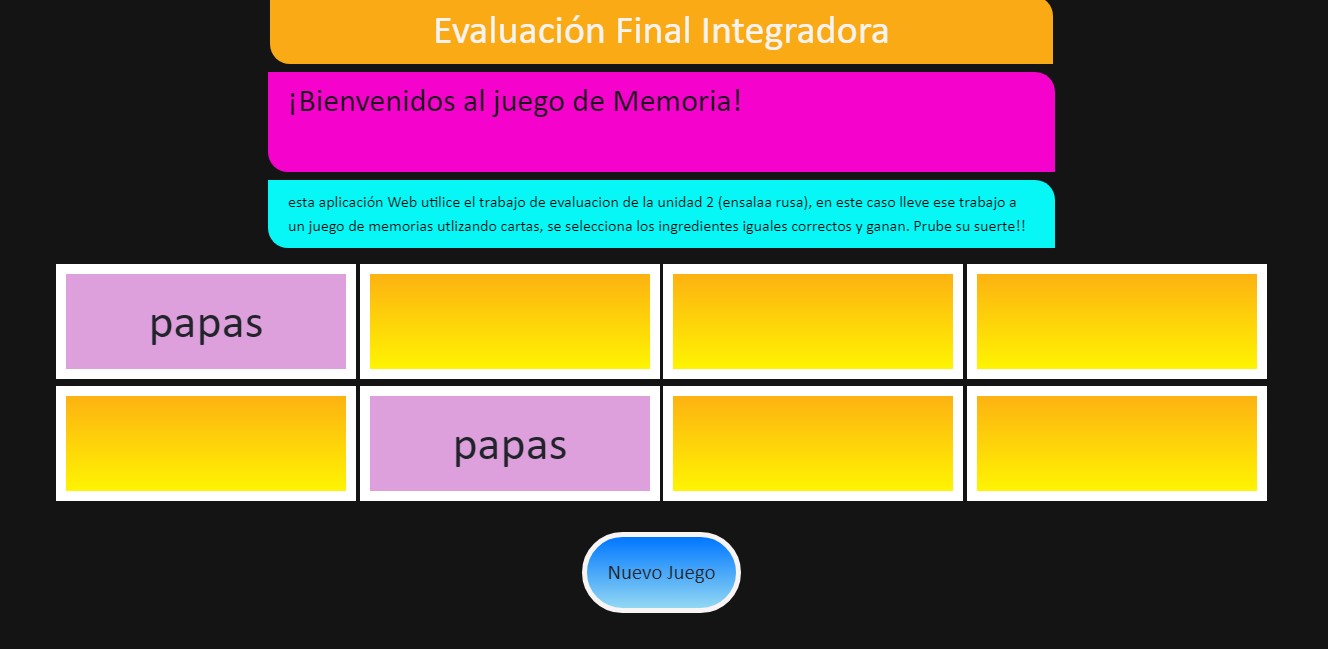 Evaluación Final Integradora
¡Bienvenidos al juego de Memoria!
esta aplicación Web utilice el trabajo de evaluacion de la unidad 2 (ensalaa rusa), en este caso lleve ese trabajo a
un juego de memorias utlizando cartas, se selecciona los ingredientes iguales correctos y ganan. Prube su suerte!!
papas
papas
Nuevo Juego